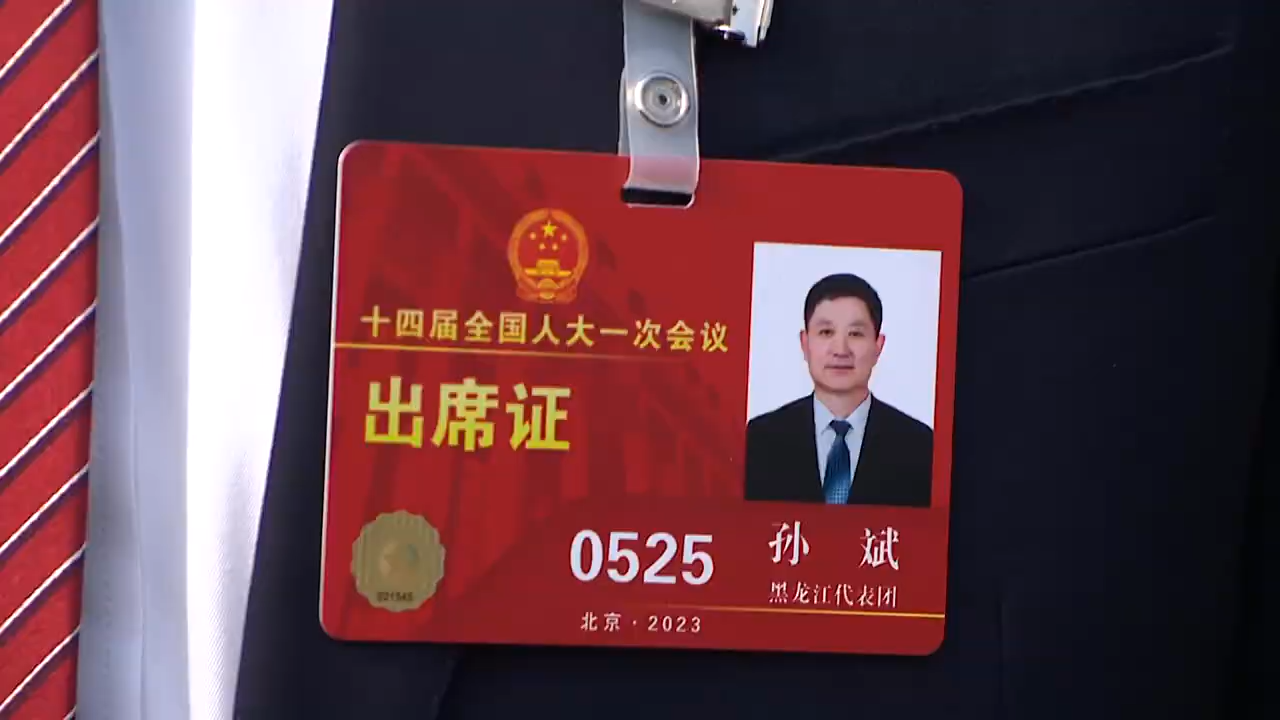 十四届全国人大一次会议
出席证
0525
孙 斌
黑龙江代表团
北京·2023